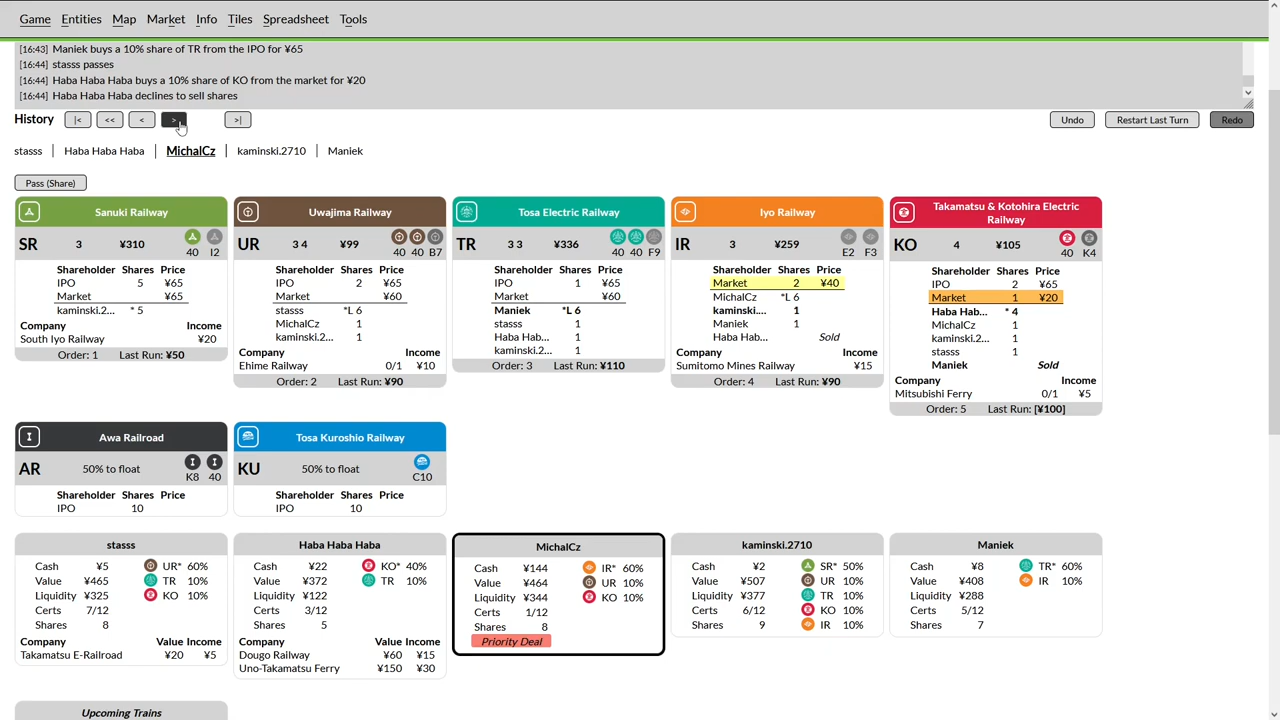 Game Entities Map Market Info Tiles Spreadsheet Tools
[16:43] Maniek buys a 10% share of TR from the IPO for ¥65
[16:44] stasss passes
[16:44] Haba Haba Haba buys a 10% share of KO from the market for ¥20
[16:44] Haba Haba Haba declines to sell shares
History |< << < > >| Undo Restart Last Turn Redo
stasss Haba Haba Haba MichalCz kaminski.2710 Maniek
Pass (Share)
Sanuki Railway
SR 3 ¥310 40 I2
Shareholder Shares Price
IPO 5 ¥65
Market ¥65
kaminski.2... * 5
Company Income
South Iyo Railway ¥20
Order: 1 Last Run: ¥50
Uwajima Railway
UR 3 4 ¥99 40 40 B7
Shareholder Shares Price
IPO 2 ¥65
Market ¥60
stasss *L 6
MichalCz 1
kaminski.2... 1
Company Income
Ehime Railway 0/1 ¥10
Order: 2 Last Run: ¥90
Tosa Electric Railway
TR 3 3 ¥336 40 40 F9
Shareholder Shares Price
IPO 1 ¥65
Market ¥60
Maniek *L 6
stasss 1
Haba Hab... 1
kaminski.2... 1
Order: 3 Last Run: ¥110
Iyo Railway
IR 3 ¥259 E2 F3
Shareholder Shares Price
Market 2 ¥40
MichalCz *L 6
kaminski.... 1
Maniek 1
Haba Hab... Sold
Company Income
Sumitomo Mines Railway ¥15
Order: 4 Last Run: ¥90
Takamatsu & Kotohira Electric
Railway
KO 4 ¥105 40 K4
Shareholder Shares Price
IPO 2 ¥65
Market 1 ¥20
Haba Hab... * 4
MichalCz 1
kaminski.2... 1
stasss 1
Maniek Sold
Company Income
Mitsubishi Ferry 0/1 ¥5
Order: 5 Last Run: [¥100]
Awa Railroad
AR 50% to float K8 40
Shareholder Shares Price
IPO 10
Tosa Kuroshio Railway
KU 50% to float C10
Shareholder Shares Price
IPO 10
stasss
Cash ¥5 UR* 60%
Value ¥465 TR 10%
Liquidity ¥325 KO 10%
Certs 7/12
Shares 8
Company Value Income
Takamatsu E-Railroad ¥20 ¥5
Haba Haba Haba
Cash ¥22 KO* 40%
Value ¥372 TR 10%
Liquidity ¥122
Certs 3/12
Shares 5
Company Value Income
Dougo Railway ¥60 ¥15
Uno-Takamatsu Ferry ¥150 ¥30
MichalCz
Cash ¥144 IR* 60%
Value ¥464 UR 10%
Liquidity ¥344 KO 10%
Certs 1/12
Shares 8
Priority Deal
kaminski.2710
Cash ¥2 SR* 50%
Value ¥507 UR 10%
Liquidity ¥377 TR 10%
Certs 6/12 KO 10%
Shares 9 IR 10%
Maniek
Cash ¥8 TR* 60%
Value ¥408 IR 10%
Liquidity ¥288
Certs 5/12
Shares 7
Upcoming Trains